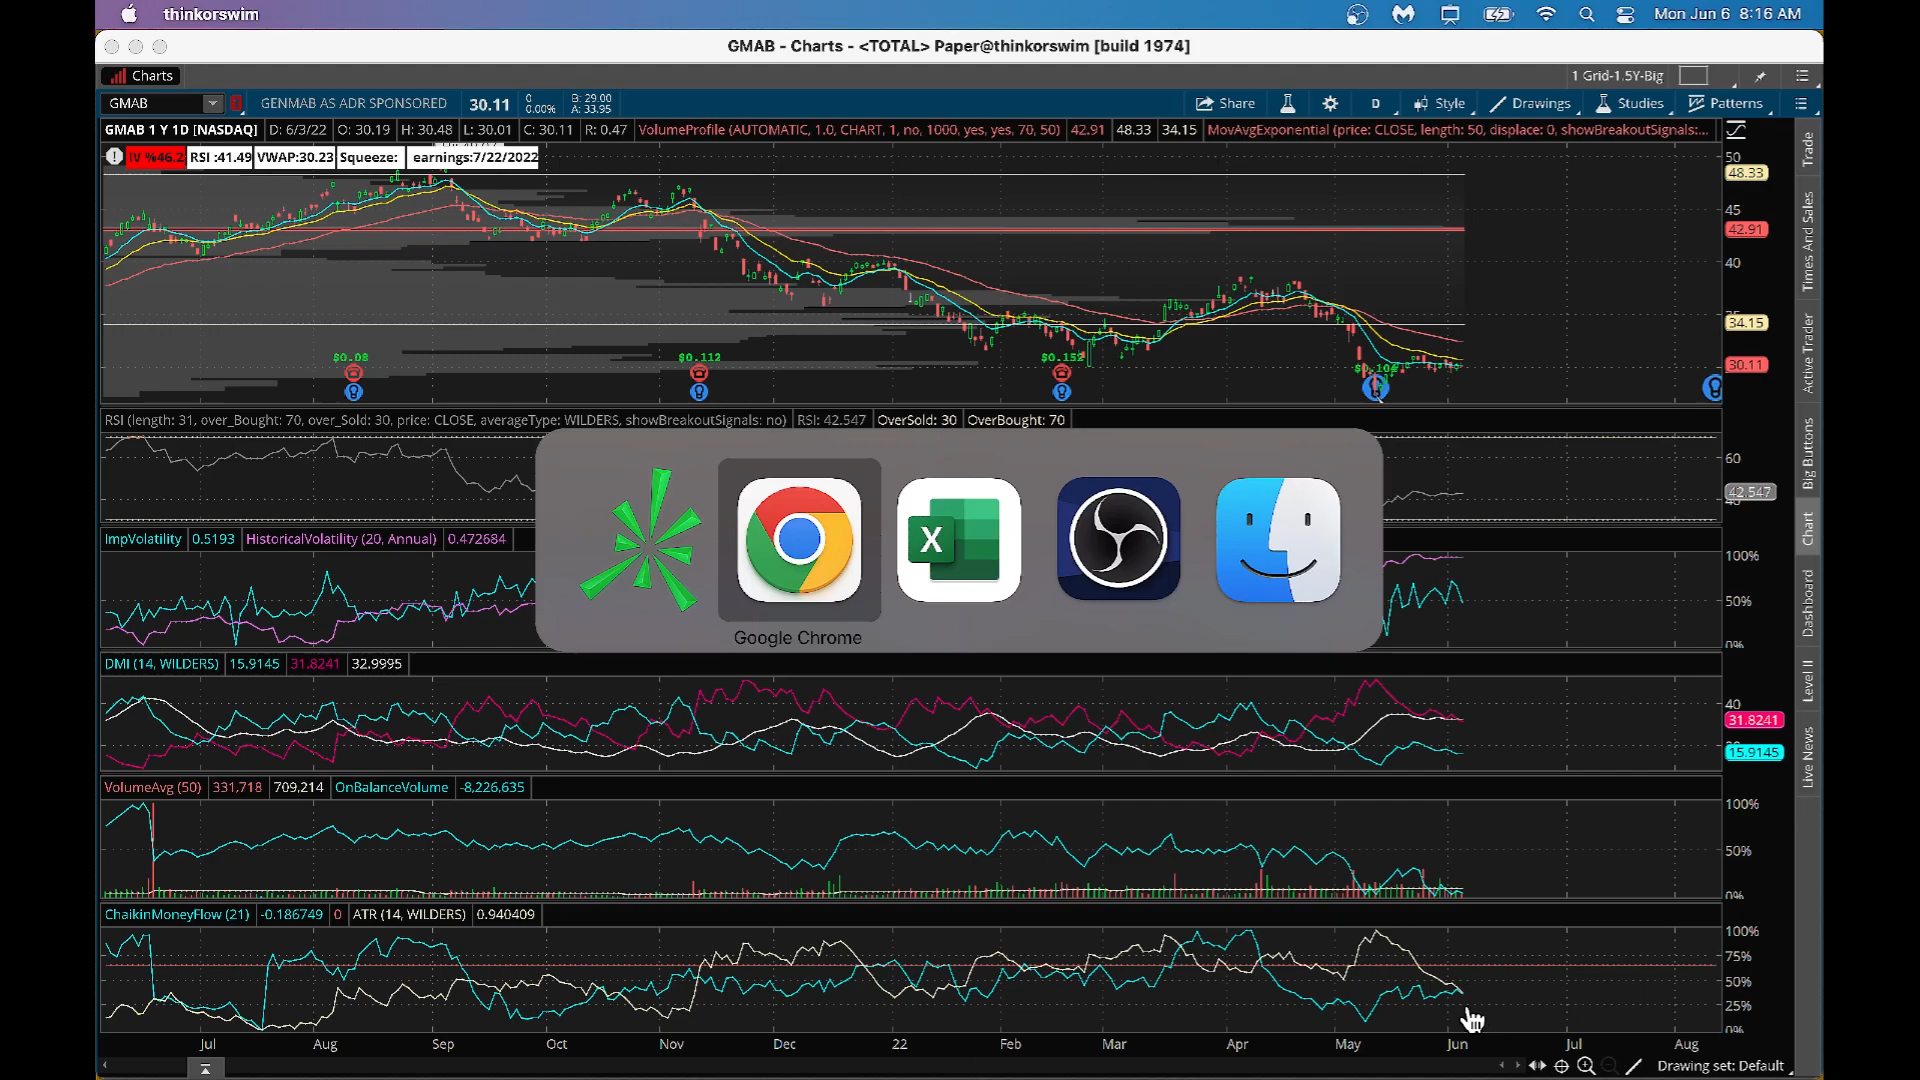 thinkorswim
Mon Jun 6 8:16 AM
GMAB - Charts - <TOTAL> Paper@thinkorswim [build 1974]
Charts
1 Grid-1.5Y-Big
GMAB
GENMAB AS ADR SPONSORED
30.11
0
0.00%
B: 29.00
A: 33.95
Share
D
Style
Drawings
Studies
Patterns
GMAB 1 Y 1D [NASDAQ]
D: 6/3/22
O: 30.19
H: 30.48
L: 30.01
C: 30.11
R: 0.47
VolumeProfile (AUTOMATIC, 1.0, CHART, 1, no, 1000, yes, yes, 70, 50)
42.91
48.33
34.15
MovAvgExponential (price: CLOSE, length: 50, displace: 0, showBreakoutSignals:...
IV %46.2
RSI :41.49
VWAP:30.23
Squeeze:
earnings:7/22/2022
50
48.33
45
42.91
40
34.15
30.11
$0.08
$0.112
$0.152
RSI (length: 31, over_Bought: 70, over_Sold: 30, price: CLOSE, averageType: WILDERS, showBreakoutSignals: no)
RSI: 42.547
OverSold: 30
OverBought: 70
60
42.547
ImpVolatility
0.5193
HistoricalVolatility (20, Annual)
0.472684
100%
50%
0%
Google Chrome
DMI (14, WILDERS)
15.9145
31.8241
32.9995
40
31.8241
15.9145
VolumeAvg (50)
331,718
709,214
OnBalanceVolume
-8,226,635
100%
50%
0%
ChaikinMoneyFlow (21)
-0.186749
0
ATR (14, WILDERS)
0.940409
100%
75%
50%
25%
0%
Jul
Aug
Sep
Oct
Nov
Dec
22
Feb
Mar
Apr
May
Jun
Jul
Aug
Drawing set: Default
Trade
Times And Sales
Active Trader
Big Buttons
Chart
Dashboard
Level II
Live News